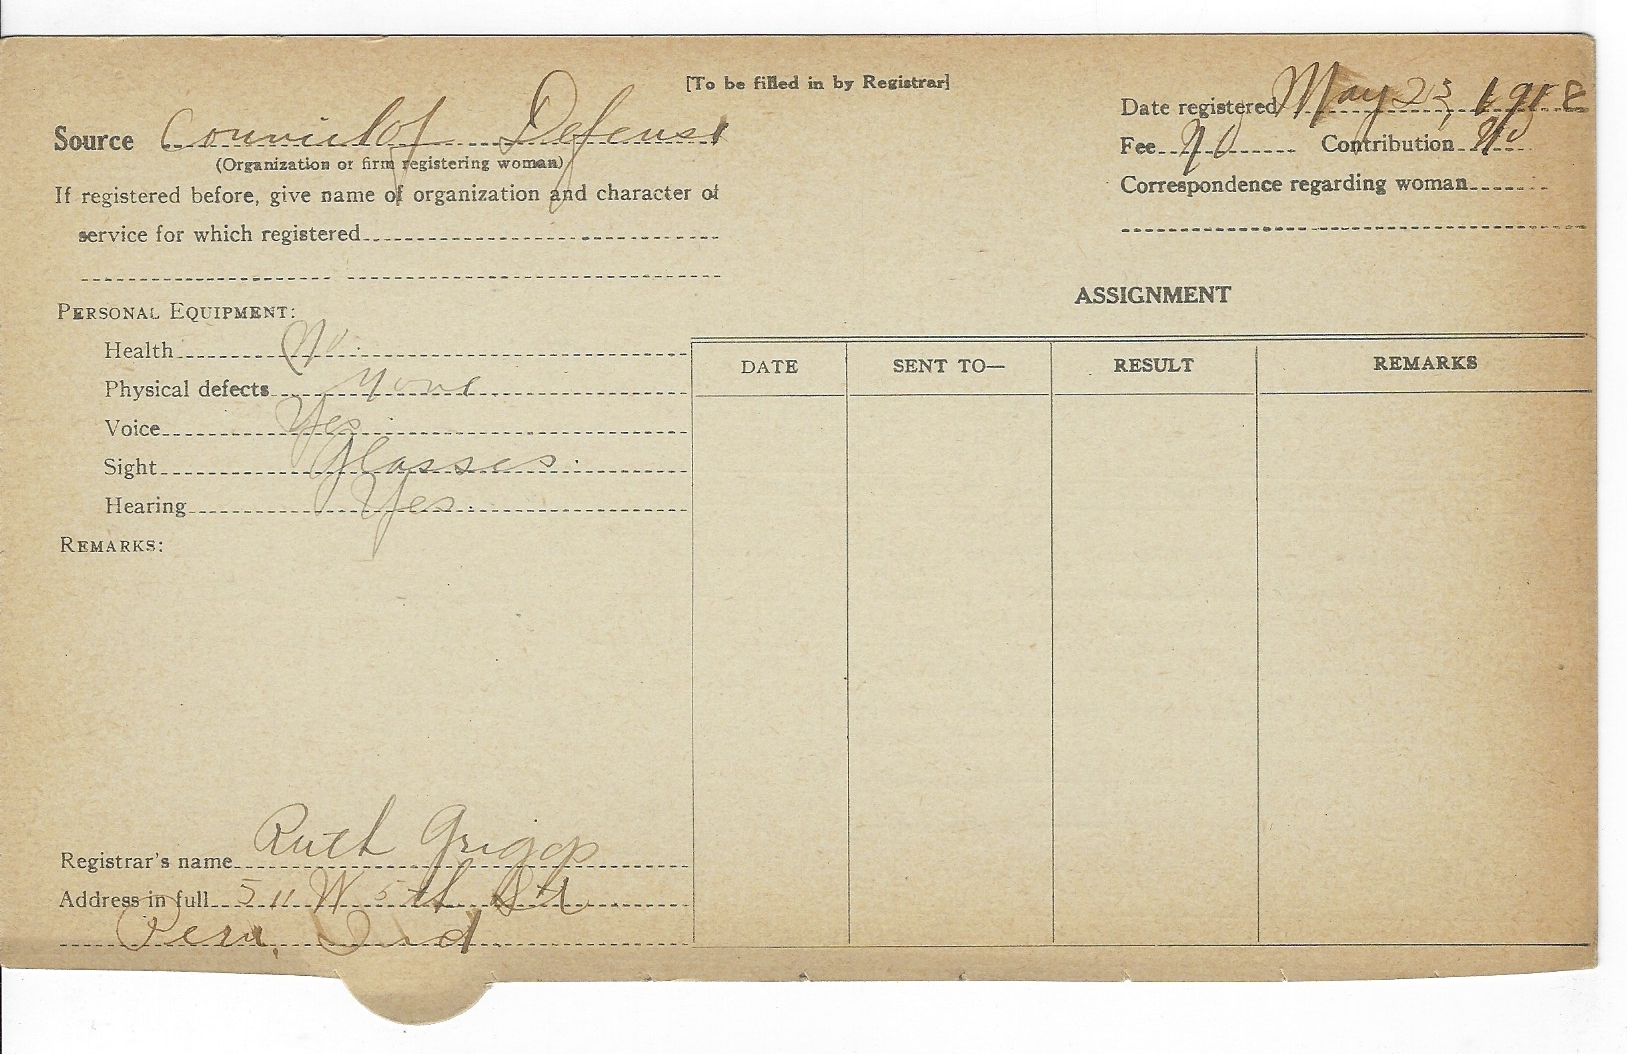 [To be filled in by Registrar]
Source Council of Defense
(Organization or firm registering woman)
If registered before, give name of organization and character of
service for which registered
Date registered May 23, 1918
Fee No Contribution No
Correspondence regarding woman
PERSONAL EQUIPMENT:
Health
Physical defects None
Voice Yes
Sight Glasses.
Hearing Yes.
REMARKS:
ASSIGNMENT
DATE SENT TO— RESULT REMARKS
Registrar's name Ruth Griggs
Address in full 511 W 5th St
Peru, Ind